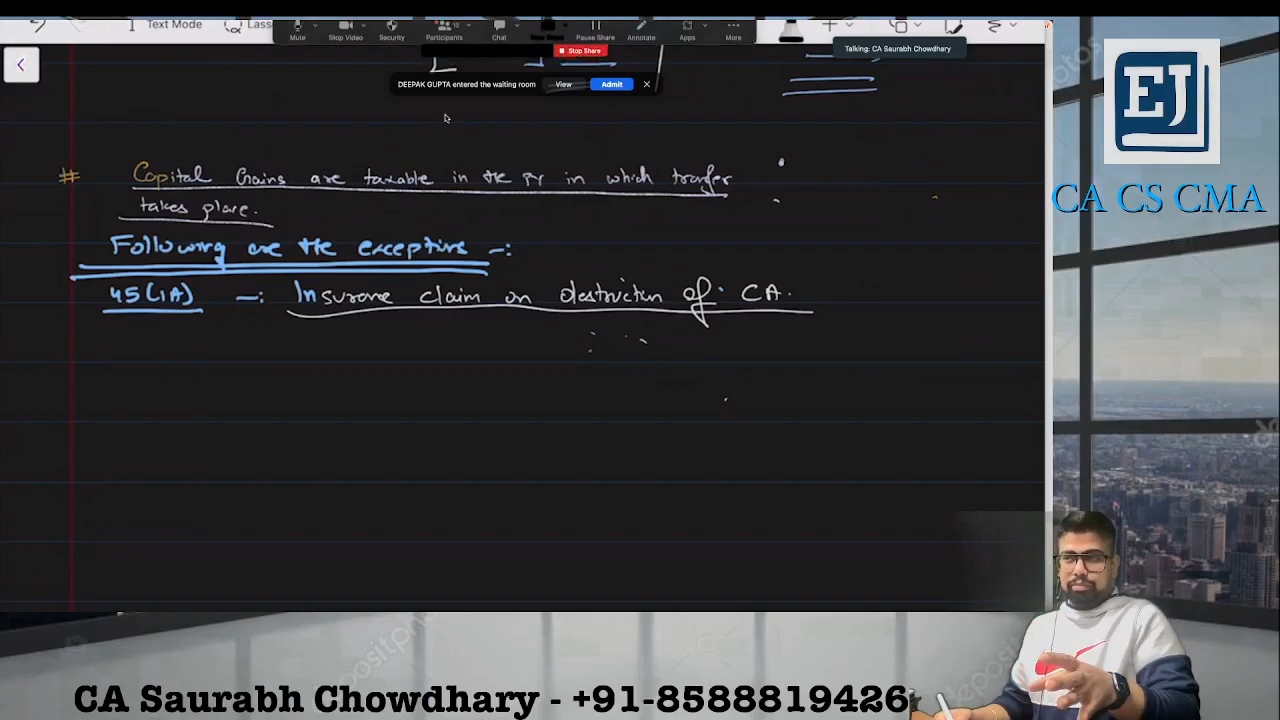 Text Mode
Lass
Mute
Stop Video
Security
Participants
12
Chat
Pause Share
Annotate
Apps
More
Stop Share
Talking: CA Saurabh Chowdhary
DEEPAK GUPTA entered the waiting room
View
Admit
EJ
CA CS CMA
# Capital Gains are taxable in the PY in which transfer
takes place.
Following are the exceptions -:
45(1A) -: Insurance claim on destruction of CA.
CA Saurabh Chowdhary - +91-8588819426